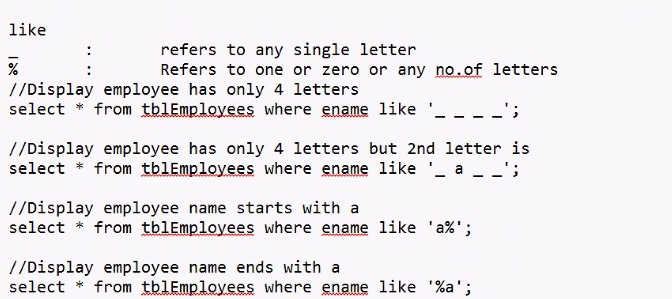 like
_ : refers to any single letter
% : Refers to one or zero or any no.of letters
//Display employee has only 4 letters
select * from tblEmployees where ename like '_ _ _ _';
//Display employee has only 4 letters but 2nd letter is
select * from tblEmployees where ename like '_ a _ _';
//Display employee name starts with a
select * from tblEmployees where ename like 'a%';
//Display employee name ends with a
select * from tblEmployees where ename like '%a';